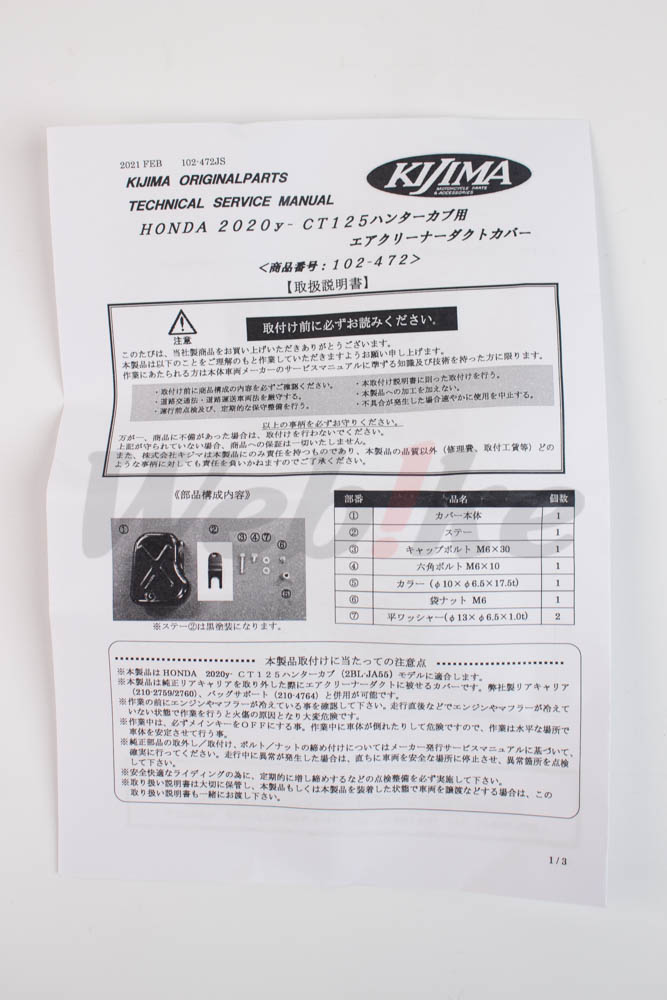 2021 FEB 102-472JS
KIJIMA ORIGINALPARTS
TECHNICAL SERVICE MANUAL
KIJIMA
MOTORCYCLE PARTS
& ACCESSORIES
HONDA 2020y- CT125ハンターカブ用
エアクリーナーダクトカバー
<商品番号:102-472>
【取扱説明書】
注意
取付け前に必ずお読みください.
このたびは、当社製商品をお買い上げいただきありがとうございます。
本製品は以下のことをご理解のもと作業していただきますようお願い申し上げます。
作業にあたられる方は本体車両メーカーのサービスマニュアルに準ずる知識及び技術を持った方に限ります。
・取付け前に商品構成の内容を必ずご確認ください。
・道路交通法・道路運送車両法を厳守する。
・運行前点検及び、定期的な保守整備を行う。
・本取付け説明書に則った取付けを行う。
・本製品への加工を加えない。
・不具合が発生した場合速やかに使用を中止する。
以上の事柄を必ずお守りください。
万が一、商品に不備があった場合は、取付けを行わないでください。
上記が守られていない場合、商品への保証は一切いたしません。
また、株式会社キジマは本製品にのみ責任を持つものであり、本製品の品質以外(修理費、取付工賃等)どの
ような事柄に対しても責任を負いかねますのでご了承ください。
Web!ke
《部品構成内容》
① ② ③ ④ ⑦ ⑥ ⑤
※ステー②は黒塗装になります。
部番 品名 個数
① カバー本体 1
② ステー 1
③ キャップボルト M6×30 1
④ 六角ボルト M6×10 1
⑤ カラー(φ10×φ6.5×17.5t) 1
⑥ 袋ナット M6 1
⑦ 平ワッシャー(φ13×φ6.5×1.0t) 2
本製品取付けに当たっての注意点
※本製品はHONDA 2020y- CT125ハンターカブ(2BL-JA55)モデルに適合します。
※本製品は純正リアキャリアを取り外した際にエアクリーナーダクトに被せるカバーです。弊社製リアキャリア
(210-2759/2760)、バッグサポート(210-4764)と併用が可能です。
※作業の前にエンジンやマフラーが冷えている事を確認して下さい。走行直後などでエンジンやマフラーが冷えて
いない状態で作業を行うと火傷の原因となり大変危険です。
※作業中は、必ずメインキーをOFFにする事。作業中に車体が倒れたりして危険ですので、作業は水平な場所で
車体を安定させて行う事。
※純正部品の取外し/取付け、ボルト/ナットの締め付けについてはメーカー発行サービスマニュアルに基づいて、
確実に行ってください。走行中に異常が発生した場合は、直ちに車両を安全な場所に停止させ、異常箇所を点検
して下さい。
※安全快適なライディングの為に、定期的に増し締めするなどの点検整備を必ず実施して下さい。
※取り扱い説明書は大切に保管し、本製品もしくは本製品を装着した状態で車両を譲渡などする場合は、この
取り扱い説明書も一緒にお渡し下さい。
1/3